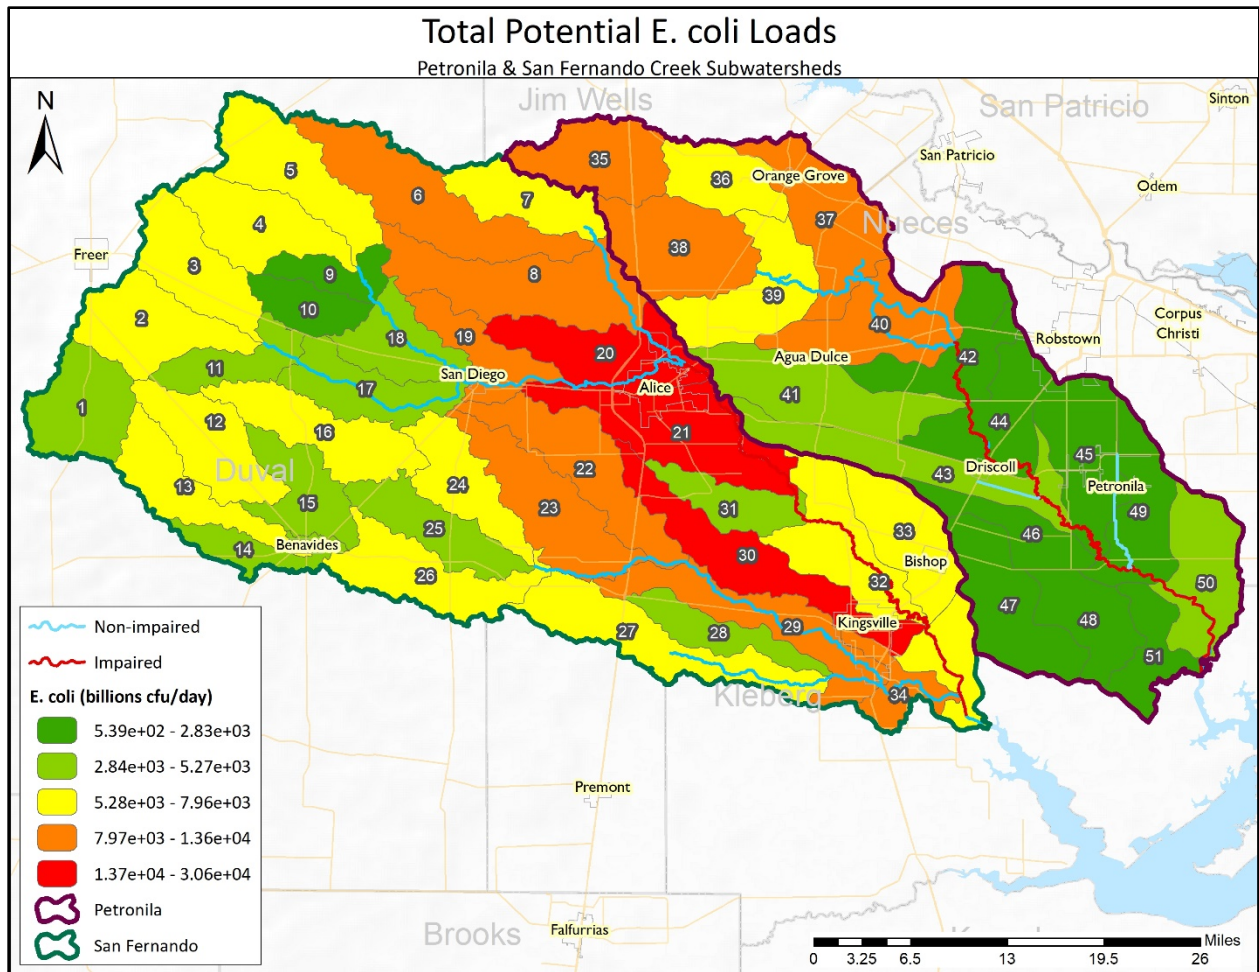 Total Potential E. coli Loads
Petronila & San Fernando Creek Subwatersheds
N
Jim Wells
San Patricio
Sinton
San Patricio
Odem
Orange Grove
Nueces
Freer
Corpus
Christi
Robstown
Agua Dulce
San Diego
Alice
Duval
Driscoll
Petronila
Benavides
Bishop
Kingsville
Kleberg
Premont
Brooks
Falfurrias
1
2
3
4
5
6
7
8
9
10
11
12
13
14
15
16
17
18
19
20
21
22
23
24
25
26
27
28
29
30
31
32
33
34
35
36
37
38
39
40
41
42
43
44
45
46
47
48
49
50
51
Non-impaired
Impaired
E. coli (billions cfu/day)
5.39e+02 - 2.83e+03
2.84e+03 - 5.27e+03
5.28e+03 - 7.96e+03
7.97e+03 - 1.36e+04
1.37e+04 - 3.06e+04
Petronila
San Fernando
Miles
0 3.25 6.5 13 19.5 26